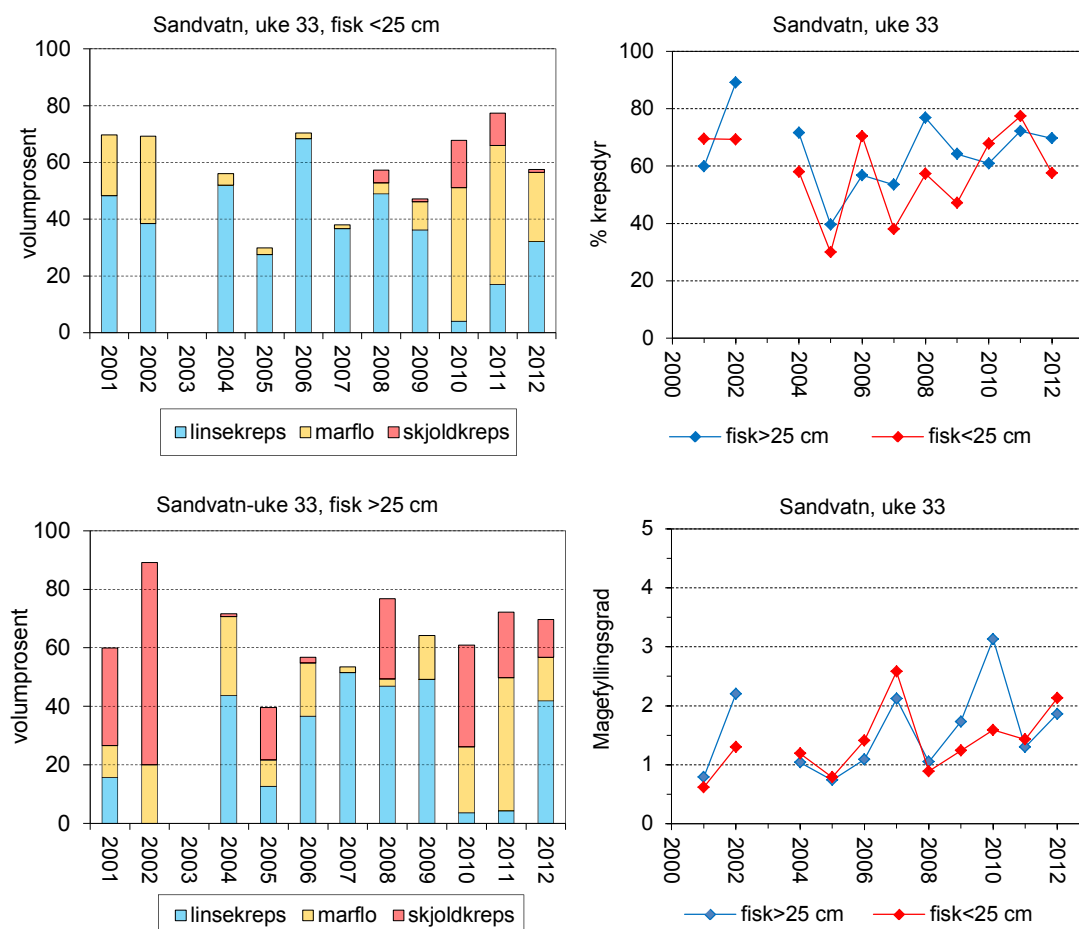 Sandvatn, uke 33, fisk <25 cm
volumprosent
100
80
60
40
20
0
2001 2002 2003 2004 2005 2006 2007 2008 2009 2010 2011 2012
linsekreps marflo skjoldkreps
Sandvatn, uke 33
% krepsdyr
100
80
60
40
20
0
2000 2002 2004 2006 2008 2010 2012
fisk>25 cm fisk<25 cm
Sandvatn-uke 33, fisk >25 cm
volumprosent
100
80
60
40
20
0
2001 2002 2003 2004 2005 2006 2007 2008 2009 2010 2011 2012
linsekreps marflo skjoldkreps
Sandvatn, uke 33
Magefyllingsgrad
5
4
3
2
1
0
2000 2002 2004 2006 2008 2010 2012
fisk>25 cm fisk<25 cm